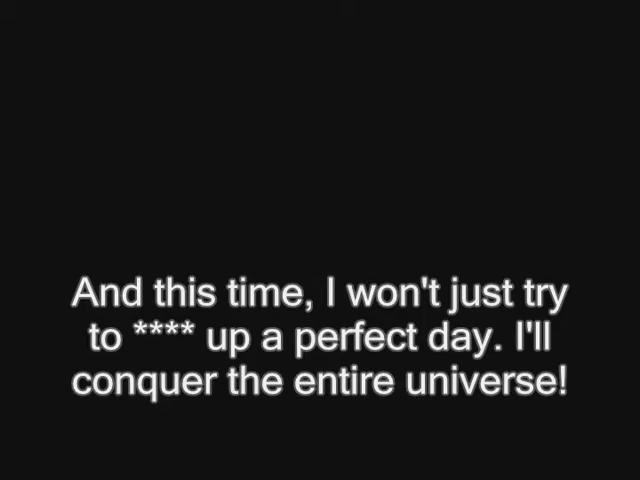 And this time, I won't just try
to **** up a perfect day. I'll
conquer the entire universe!